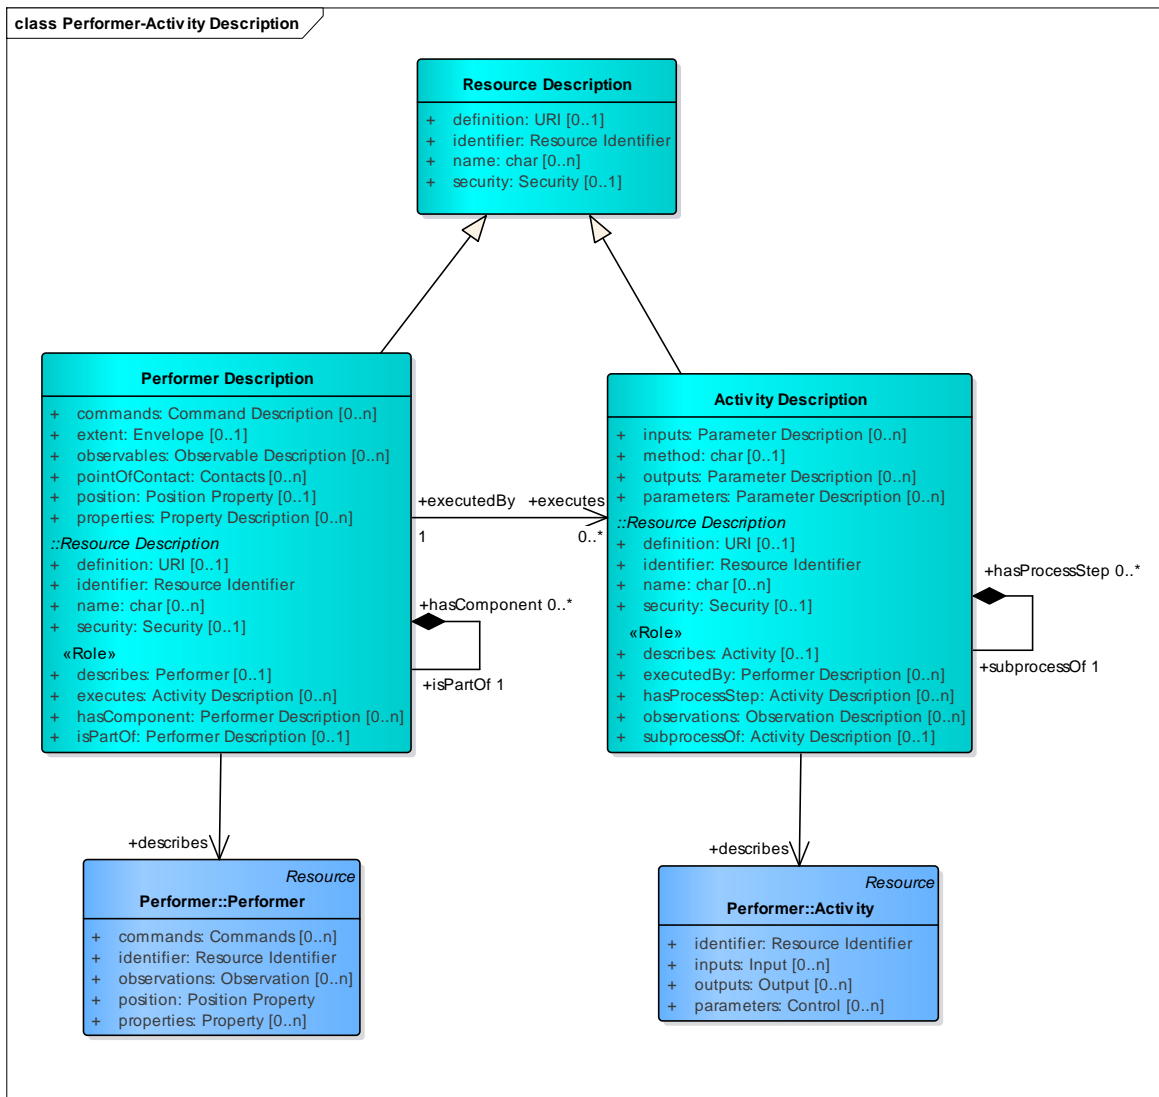 class Performer-Activity Description
Resource Description
+ definition: URI [0..1]
+ identifier: Resource Identifier
+ name: char [0..n]
+ security: Security [0..1]
Performer Description
+ commands: Command Description [0..n]
+ extent: Envelope [0..1]
+ observables: Observable Description [0..n]
+ pointOfContact: Contacts [0..n]
+ position: Position Property [0..1]
+ properties: Property Description [0..n]
::Resource Description
+ definition: URI [0..1]
+ identifier: Resource Identifier
+ name: char [0..n]
+ security: Security [0..1]
«Role»
+ describes: Performer [0..1]
+ executes: Activity Description [0..n]
+ hasComponent: Performer Description [0..n]
+ isPartOf: Performer Description [0..1]
+executedBy +executes
1 0..*
+hasComponent 0..*
+isPartOf 1
Activity Description
+ inputs: Parameter Description [0..n]
+ method: char [0..1]
+ outputs: Parameter Description [0..n]
+ parameters: Parameter Description [0..n]
::Resource Description
+ definition: URI [0..1]
+ identifier: Resource Identifier
+ name: char [0..n]
+ security: Security [0..1]
«Role»
+ describes: Activity [0..1]
+ executedBy: Performer Description [0..n]
+ hasProcessStep: Activity Description [0..n]
+ observations: Observation Description [0..n]
+ subprocessOf: Activity Description [0..1]
+hasProcessStep 0..*
+subprocessOf 1
+describes
Resource
Performer::Performer
+ commands: Commands [0..n]
+ identifier: Resource Identifier
+ observations: Observation [0..n]
+ position: Position Property
+ properties: Property [0..n]
+describes
Resource
Performer::Activity
+ identifier: Resource Identifier
+ inputs: Input [0..n]
+ outputs: Output [0..n]
+ parameters: Control [0..n]